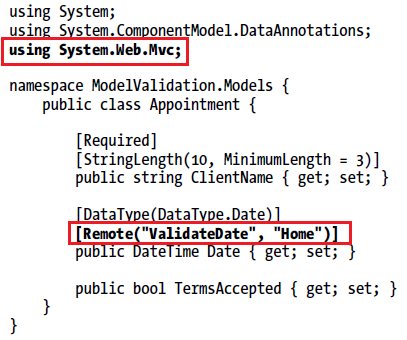 using System;
using System.ComponentModel.DataAnnotations;
using System.Web.Mvc;
namespace ModelValidation.Models {
public class Appointment {
[Required]
[StringLength(10, MinimumLength = 3)]
public string ClientName { get; set; }
[DataType(DataType.Date)]
[Remote("ValidateDate", "Home")]
public DateTime Date { get; set; }
public bool TermsAccepted { get; set; }
}
}